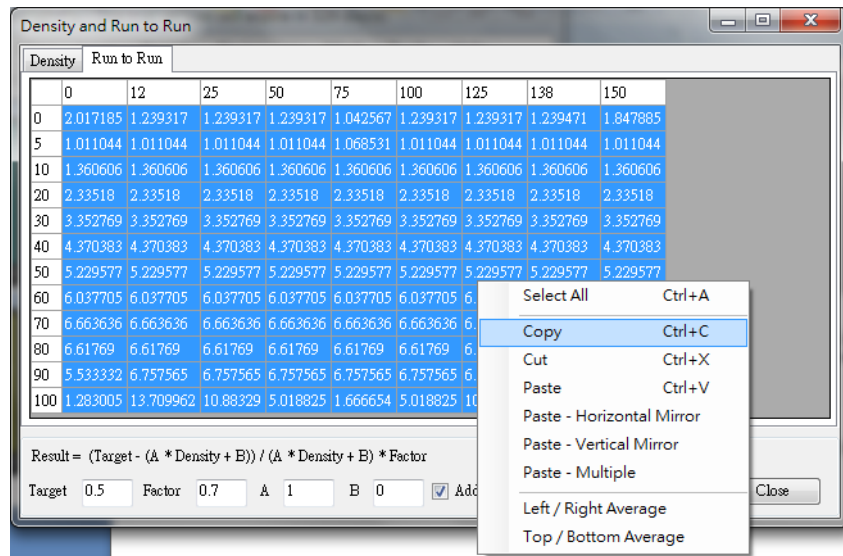 Density and Run to Run
Density Run to Run
0 12 25 50 75 100 125 138 150
0 2.017185 1.239317 1.239317 1.239317 1.042567 1.239317 1.239317 1.239471 1.847885
5 1.011044 1.011044 1.011044 1.011044 1.068531 1.011044 1.011044 1.011044 1.011044
10 1.360606 1.360606 1.360606 1.360606 1.360606 1.360606 1.360606 1.360606 1.360606
20 2.33518 2.33518 2.33518 2.33518 2.33518 2.33518 2.33518 2.33518 2.33518
30 3.352769 3.352769 3.352769 3.352769 3.352769 3.352769 3.352769 3.352769 3.352769
40 4.370383 4.370383 4.370383 4.370383 4.370383 4.370383 4.370383 4.370383 4.370383
50 5.229577 5.229577 5.229577 5.229577 5.229577 5.229577 5.229577 5.229577 5.229577
60 6.037705 6.037705 6.037705 6.037705 6.037705 6.037705 6.
70 6.663636 6.663636 6.663636 6.663636 6.663636 6.663636 6.
80 6.61769 6.61769 6.61769 6.61769 6.61769 6.61769 6.
90 5.533332 6.757565 6.757565 6.757565 6.757565 6.757565 6.
100 1.283005 13.709962 10.88329 5.018825 1.666654 5.018825 10
Select All Ctrl+A
Copy Ctrl+C
Cut Ctrl+X
Paste Ctrl+V
Paste - Horizontal Mirror
Paste - Vertical Mirror
Paste - Multiple
Left / Right Average
Top / Bottom Average
Result = (Target - (A * Density + B)) / (A * Density + B) * Factor
Target 0.5 Factor 0.7 A 1 B 0 Add Close